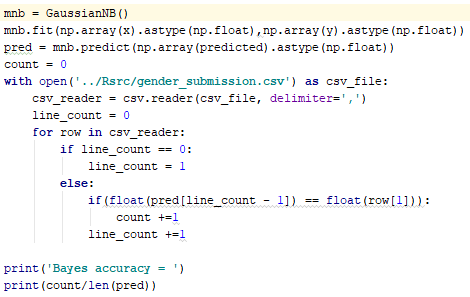 mnb = GaussianNB()
mnb.fit(np.array(x).astype(np.float),np.array(y).astype(np.float))
pred = mnb.predict(np.array(predicted).astype(np.float))
count = 0
with open('../Rsrc/gender_submission.csv') as csv_file:
    csv_reader = csv.reader(csv_file, delimiter=',')
    line_count = 0
    for row in csv_reader:
        if line_count == 0:
            line_count = 1
        else:
            if(float(pred[line_count - 1]) == float(row[1])):
                count +=1
            line_count +=1
print('Bayes accuracy = ')
print(count/len(pred))